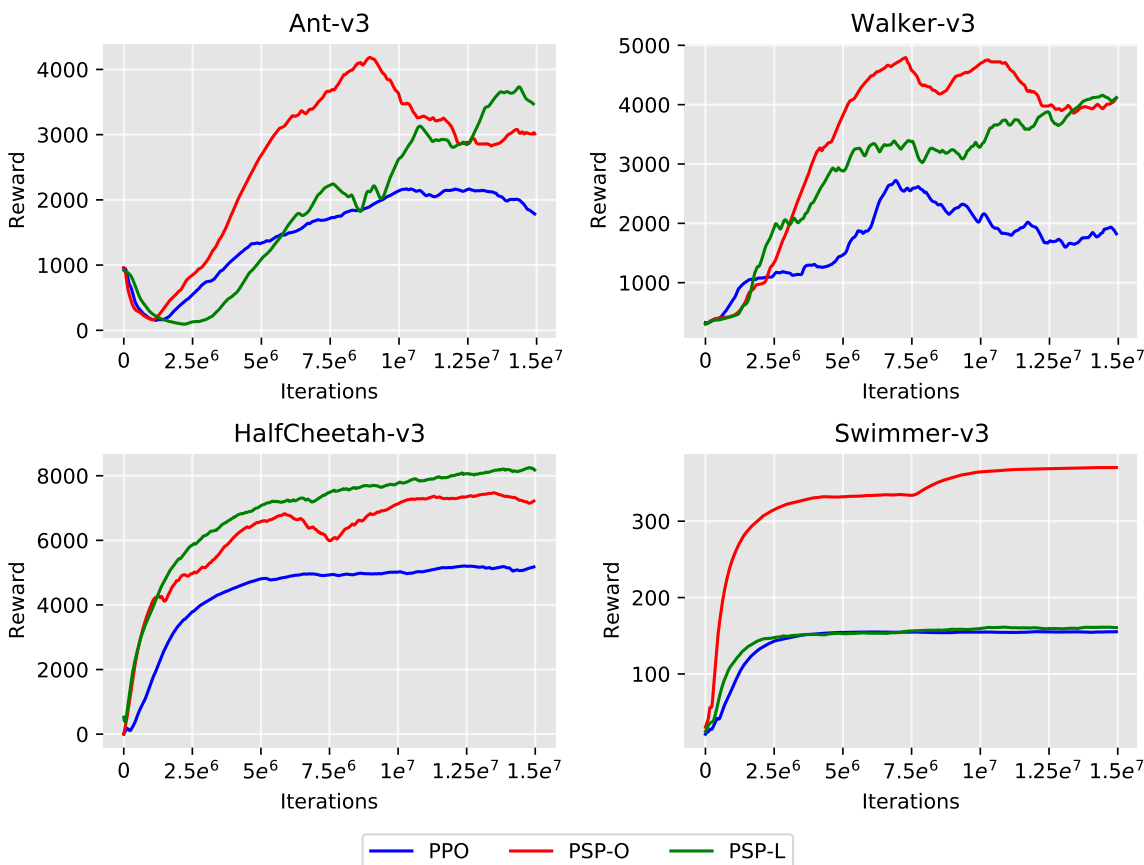 Ant-v3
Reward
4000
3000
2000
1000
0
0 2.5e⁶ 5e⁶ 7.5e⁶ 1e⁷ 1.25e⁷ 1.5e⁷
Iterations
Walker-v3
Reward
5000
4000
3000
2000
1000
0 2.5e⁶ 5e⁶ 7.5e⁶ 1e⁷ 1.25e⁷ 1.5e⁷
Iterations
HalfCheetah-v3
Reward
8000
6000
4000
2000
0
0 2.5e⁶ 5e⁶ 7.5e⁶ 1e⁷ 1.25e⁷ 1.5e⁷
Iterations
Swimmer-v3
Reward
300
200
100
0 2.5e⁶ 5e⁶ 7.5e⁶ 1e⁷ 1.25e⁷ 1.5e⁷
Iterations
PPO PSP-O PSP-L